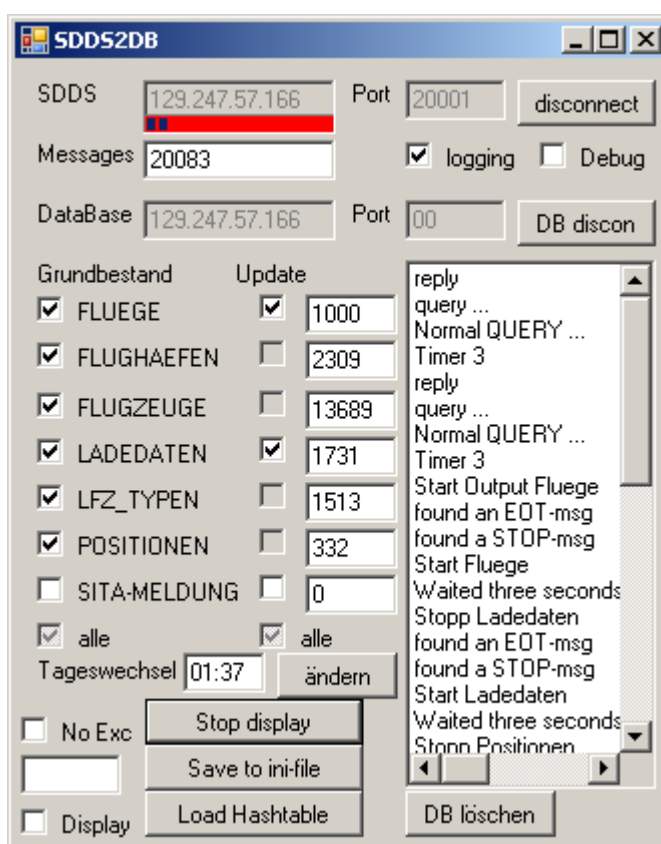 SDDS2DB
SDDS 129.247.57.166 Port 20001 disconnect
Messages 20083 logging Debug
DataBase 129.247.57.166 Port 00 DB discon
Grundbestand Update
FLUEGE 1000
FLUGHAEFEN 2309
FLUGZEUGE 13689
LADEDATEN 1731
LFZ_TYPEN 1513
POSITIONEN 332
SITA-MELDUNG 0
alle alle
Tageswechsel 01:37 ändern
No Exc Stop display
Save to ini-file
Display Load Hashtable
reply
query ...
Normal QUERY ...
Timer 3
reply
query ...
Normal QUERY ...
Timer 3
Start Output Fluege
found an EOT-msg
found a STOP-msg
Start Fluege
Waited three seconds
Stopp Ladedaten
found an EOT-msg
found a STOP-msg
Start Ladedaten
Waited three seconds
Stopp Positionen
DB löschen